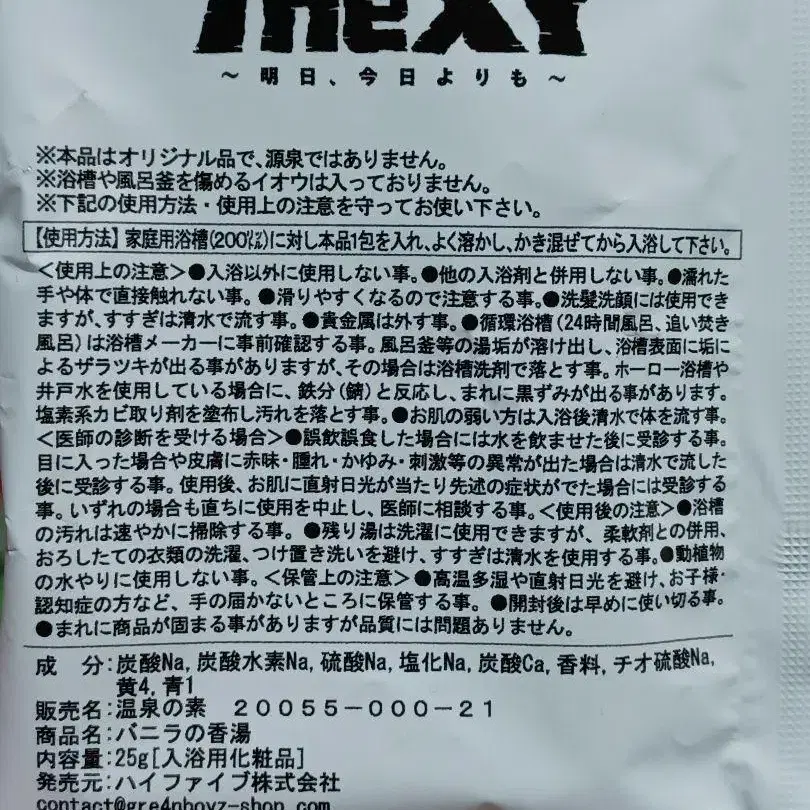 TheXY
～明日、今日よりも～
※本品はオリジナル品で、源泉ではありません。
※浴槽や風呂釜を傷めるイオウは入っておりません。
※下記の使用方法・使用上の注意を守ってお使い下さい。
【使用方法】家庭用浴槽(200㍑)に対し本品1包を入れ、よく溶かし、かき混ぜてから入浴して下さい。
＜使用上の注意＞●入浴以外に使用しない事。●他の入浴剤と併用しない事。●濡れた
手や体で直接触れない事。●滑りやすくなるので注意する事。●洗髪洗顔には使用でき
ますが、すすぎは清水で流す事。●貴金属は外す事。●循環浴槽(24時間風呂、追い焚き
風呂)は浴槽メーカーに事前確認する事。風呂釜等の湯垢が溶け出し、浴槽表面に垢に
よるザラツキが出る事がありますが、その場合は浴槽洗剤で落とす事。ホーロー浴槽や
井戸水を使用している場合に、鉄分(錆)と反応し、まれに黒ずみが出る事があります。
塩素系カビ取り剤を塗布し汚れを落とす事。●お肌の弱い方は入浴後清水で体を流す事。
＜医師の診断を受ける場合＞●誤飲誤食した場合には水を飲ませた後に受診する事。
目に入った場合や皮膚に赤味・腫れ・かゆみ・刺激等の異常が出た場合は清水で流した
後に受診する事。使用後、お肌に直射日光が当たり先述の症状がでた場合には受診する
事。いずれの場合も直ちに使用を中止し、医師に相談する事。＜使用後の注意＞●浴槽
の汚れは速やかに掃除する事。●残り湯は洗濯に使用できますが、柔軟剤との併用、
おろしたての衣類の洗濯、つけ置き洗いを避け、すすぎは清水を使用する事。●動植物
の水やりに使用しない事。＜保管上の注意＞●高温多湿や直射日光を避け、お子様・
認知症の方など、手の届かないところに保管する事。●開封後は早めに使い切る事。
●まれに商品が固まる事がありますが品質には問題ありません。
成　分:炭酸Na, 炭酸水素Na, 硫酸Na, 塩化Na, 炭酸Ca, 香料, チオ硫酸Na,
黄4, 青1
販売名:温泉の素　20055-000-21
商品名:バニラの香湯
内容量:25g[入浴用化粧品]
発売元:ハイファイブ株式会社
contact@gre4nboyz-shop.com